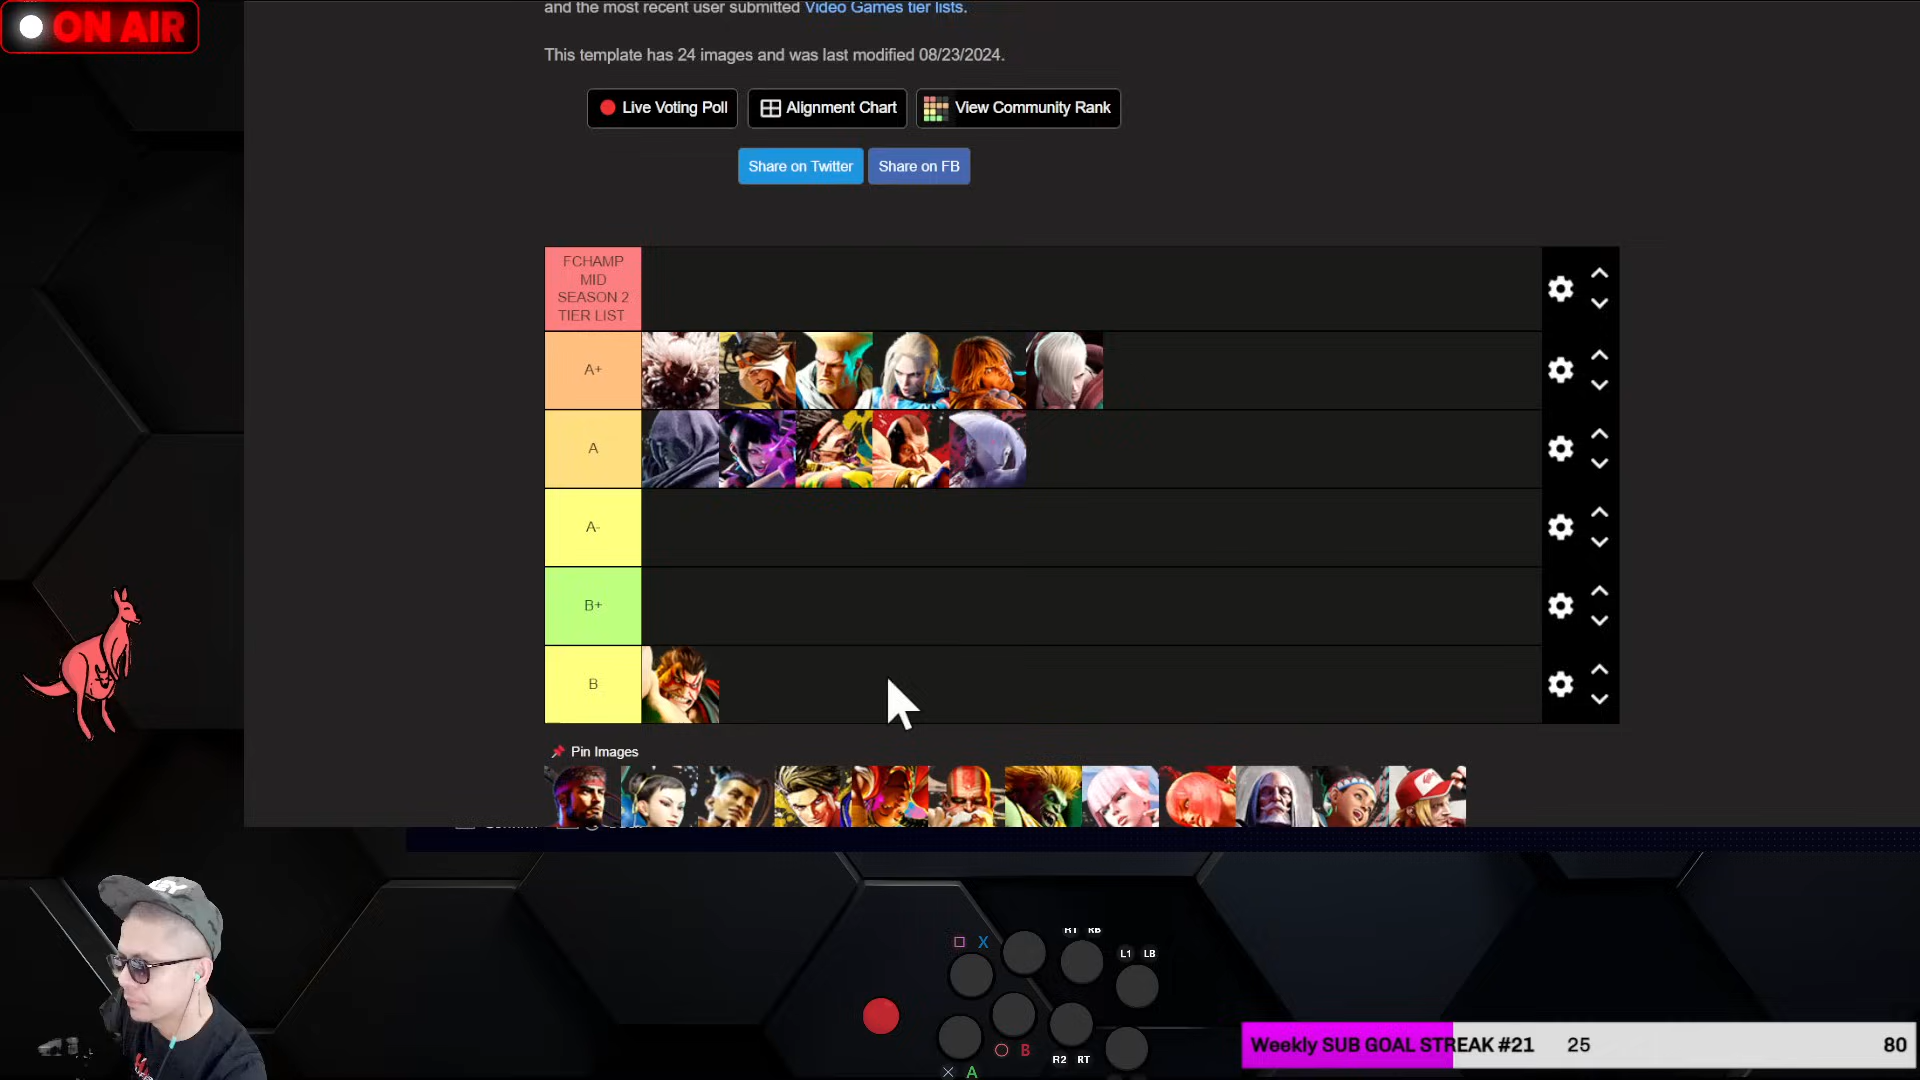 ON AIR
and the most recent user submitted Video Games tier lists.
This template has 24 images and was last modified 08/23/2024.
Live Voting Poll
Alignment Chart
View Community Rank
Share on Twitter
Share on FB
FCHAMP
MID
SEASON 2
TIER LIST
A+
A
A-
B+
B
Pin Images
X
R1 RB
L1 LB
B
R2 RT
A
Weekly SUB GOAL STREAK #21 25 80